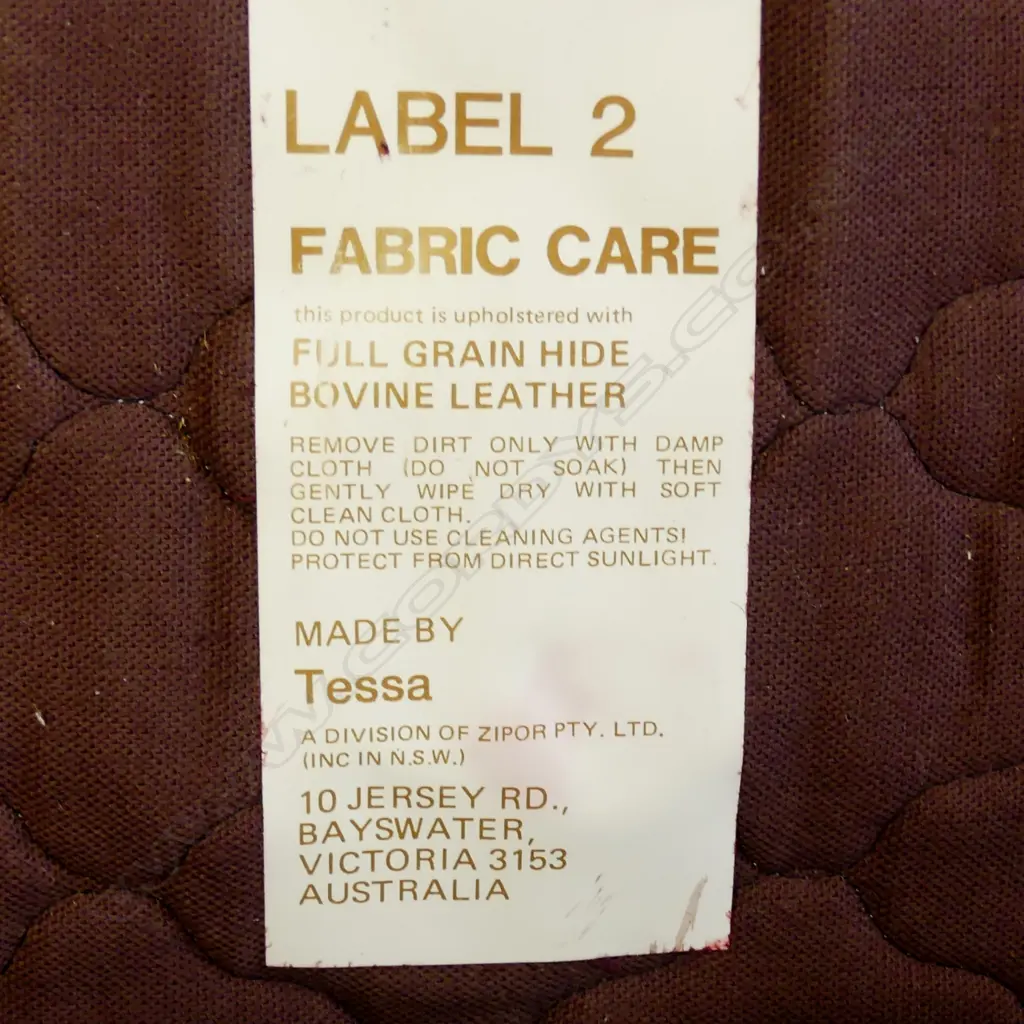 LABEL 2
FABRIC CARE
this product is upholstered with
FULL GRAIN HIDE
BOVINE LEATHER
REMOVE DIRT ONLY WITH DAMP
CLOTH (DO NOT SOAK) THEN
GENTLY WIPE DRY WITH SOFT
CLEAN CLOTH.
DO NOT USE CLEANING AGENTS!
PROTECT FROM DIRECT SUNLIGHT.
MADE BY
Tessa
A DIVISION OF ZIPOR PTY. LTD.
(INC IN N.S.W.)
10 JERSEY RD.,
BAYSWATER,
VICTORIA 3153
AUSTRALIA